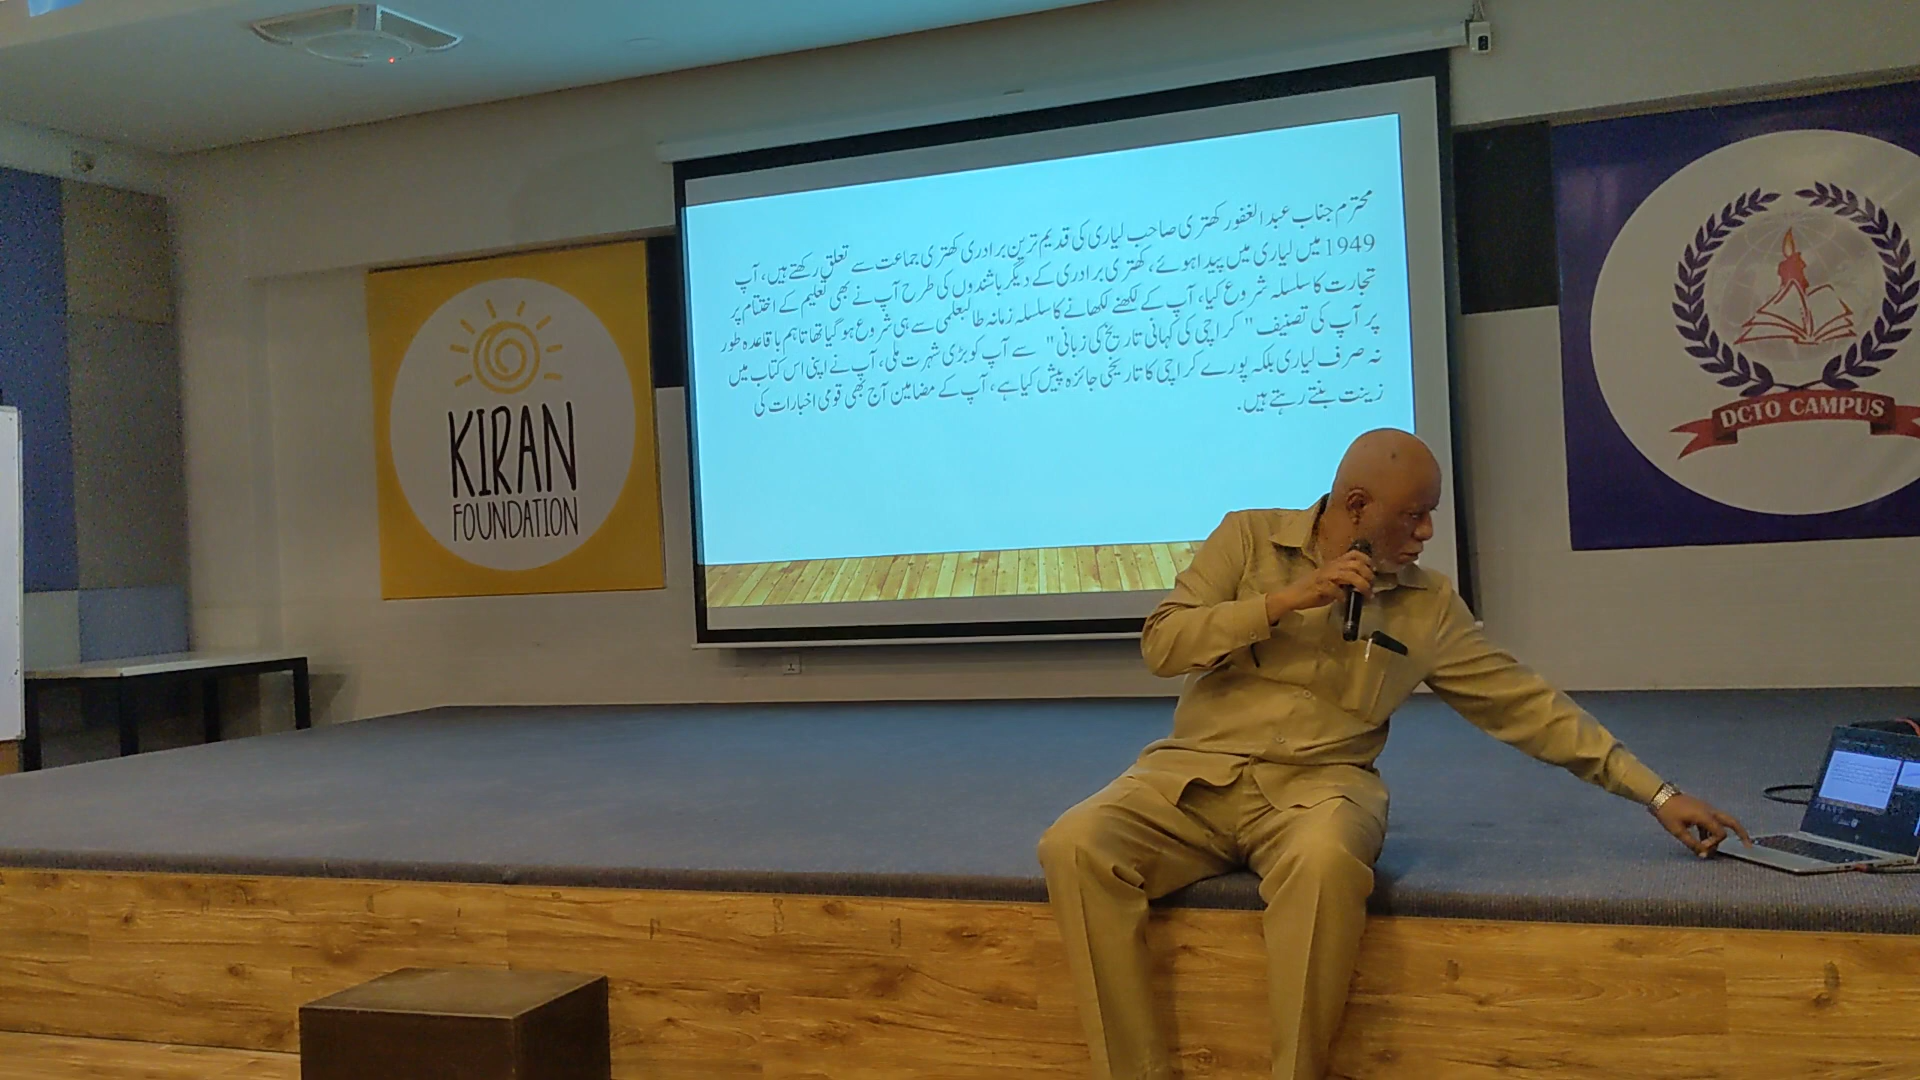 محترم جناب عبدالغفور کھتری صاحب لیاری کی قدیم ترین برادری کھتری جماعت سے تعلق رکھتے ہیں، آپ
1949 میں لیاری میں پیدا ہوئے، کھتری برادری کے دیگر باشندوں کی طرح آپ نے بھی تعلیم کے اختتام پر
تجارت کا سلسلہ شروع کیا، آپ کے لکھنے لکھانے کا سلسلہ زمانہ طالبعلمی سے ہی شروع ہو گیا تھا تاہم باقاعدہ طور
پر آپ کی تصنیف " کراچی کی کہانی تاریخ کی زبانی" سے آپ کو بڑی شہرت ملی، آپ نے اپنی اس کتاب میں
نہ صرف لیاری بلکہ پورے کراچی کا تاریخی جائزہ پیش کیا ہے، آپ کے مضامین آج بھی قومی اخبارات کی
زینت بنتے رہتے ہیں۔
KIRAN
FOUNDATION
DCTO CAMPUS